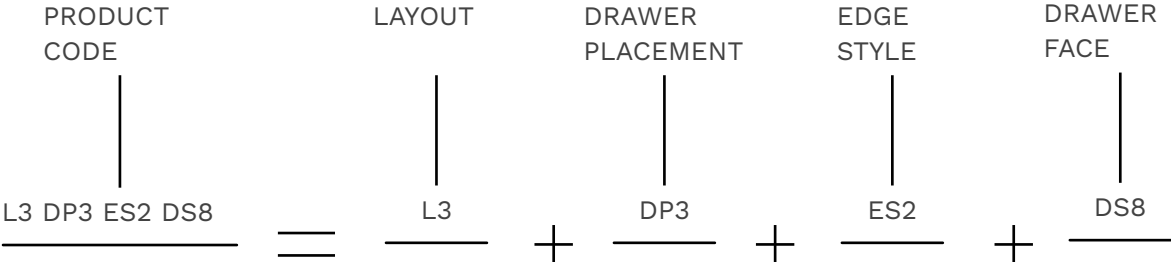 PRODUCT
CODE
LAYOUT
DRAWER
PLACEMENT
EDGE
STYLE
DRAWER
FACE
L3 DP3 ES2 DS8
=
L3
+
DP3
+
ES2
+
DS8